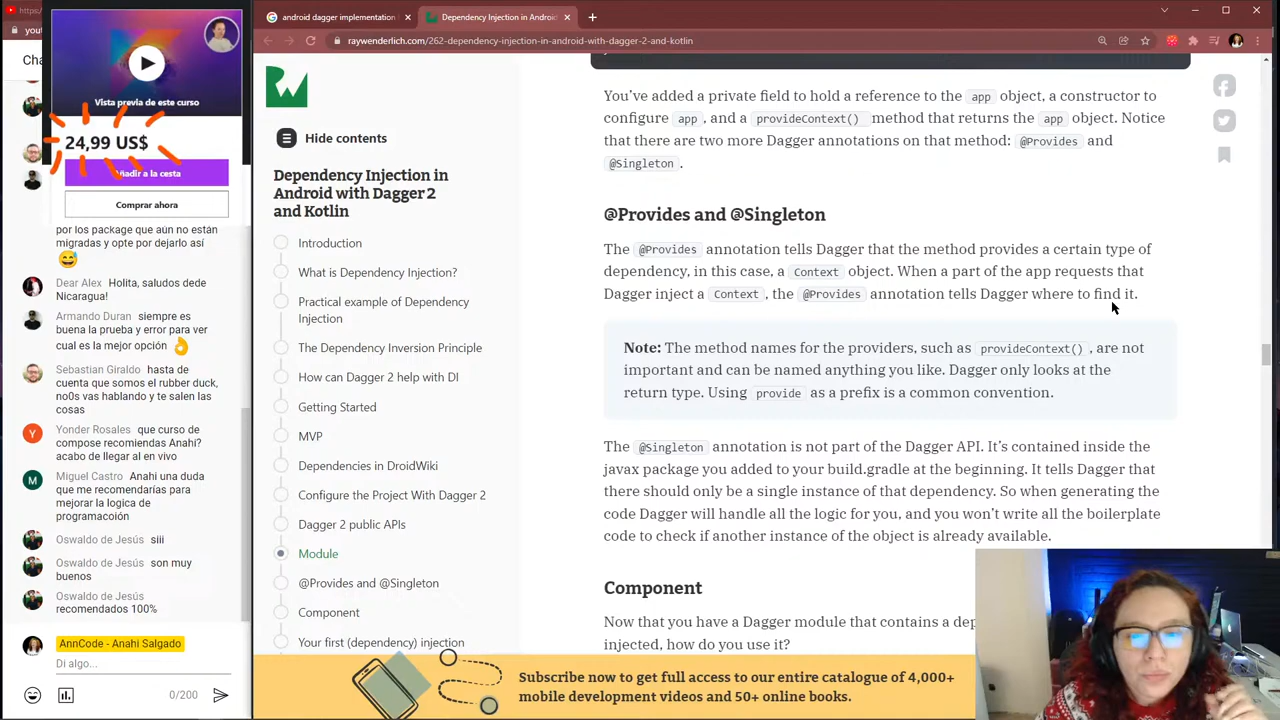 https:/
you
Cha
Vista previa de este curso
24,99 US$
Añadir a la cesta
Comprar ahora
por los package que aun no están
migradas y opte por dejarlo así
Dear Alex Holita, saludos dede
Nicaragua!
Armando Duran siempre es
buena la prueba y error para ver
cual es la mejor opción
Sebastian Giraldo hasta de
cuenta que somos el rubber duck,
no0s vas hablando y te salen las
cosas
Yonder Rosales que curso de
compose recomiendas Anahi?
acabo de llegar al en vivo
Miguel Castro Anahi una duda
que me recomendarías para
mejorar la logica de
programacoión
Oswaldo de Jesús siii
Oswaldo de Jesús son muy
buenos
Oswaldo de Jesús
recomendados 100%
AnnCode - Anahi Salgado
Di algo...
0/200
android dagger implementation
Dependency Injection in Android
raywenderlich.com/262-dependency-injection-in-android-with-dagger-2-and-kotlin
Hide contents
Dependency Injection in
Android with Dagger 2
and Kotlin
Introduction
What is Dependency Injection?
Practical example of Dependency
Injection
The Dependency Inversion Principle
How can Dagger 2 help with DI
Getting Started
MVP
Dependencies in DroidWiki
Configure the Project With Dagger 2
Dagger 2 public APIs
Module
@Provides and @Singleton
Component
Your first (dependency) injection
You've added a private field to hold a reference to the app object, a constructor to
configure app, and a provideContext() method that returns the app object. Notice
that there are two more Dagger annotations on that method: @Provides and
@Singleton.
@Provides and @Singleton
The @Provides annotation tells Dagger that the method provides a certain type of
dependency, in this case, a Context object. When a part of the app requests that
Dagger inject a Context, the @Provides annotation tells Dagger where to find it.
Note: The method names for the providers, such as provideContext(), are not
important and can be named anything you like. Dagger only looks at the
return type. Using provide as a prefix is a common convention.
The @Singleton annotation is not part of the Dagger API. It's contained inside the
javax package you added to your build.gradle at the beginning. It tells Dagger that
there should only be a single instance of that dependency. So when generating the
code Dagger will handle all the logic for you, and you won't write all the boilerplate
code to check if another instance of the object is already available.
Component
Now that you have a Dagger module that contains a dep
injected, how do you use it?
Subscribe now to get full access to our entire catalogue of 4,000+
mobile development videos and 50+ online books.